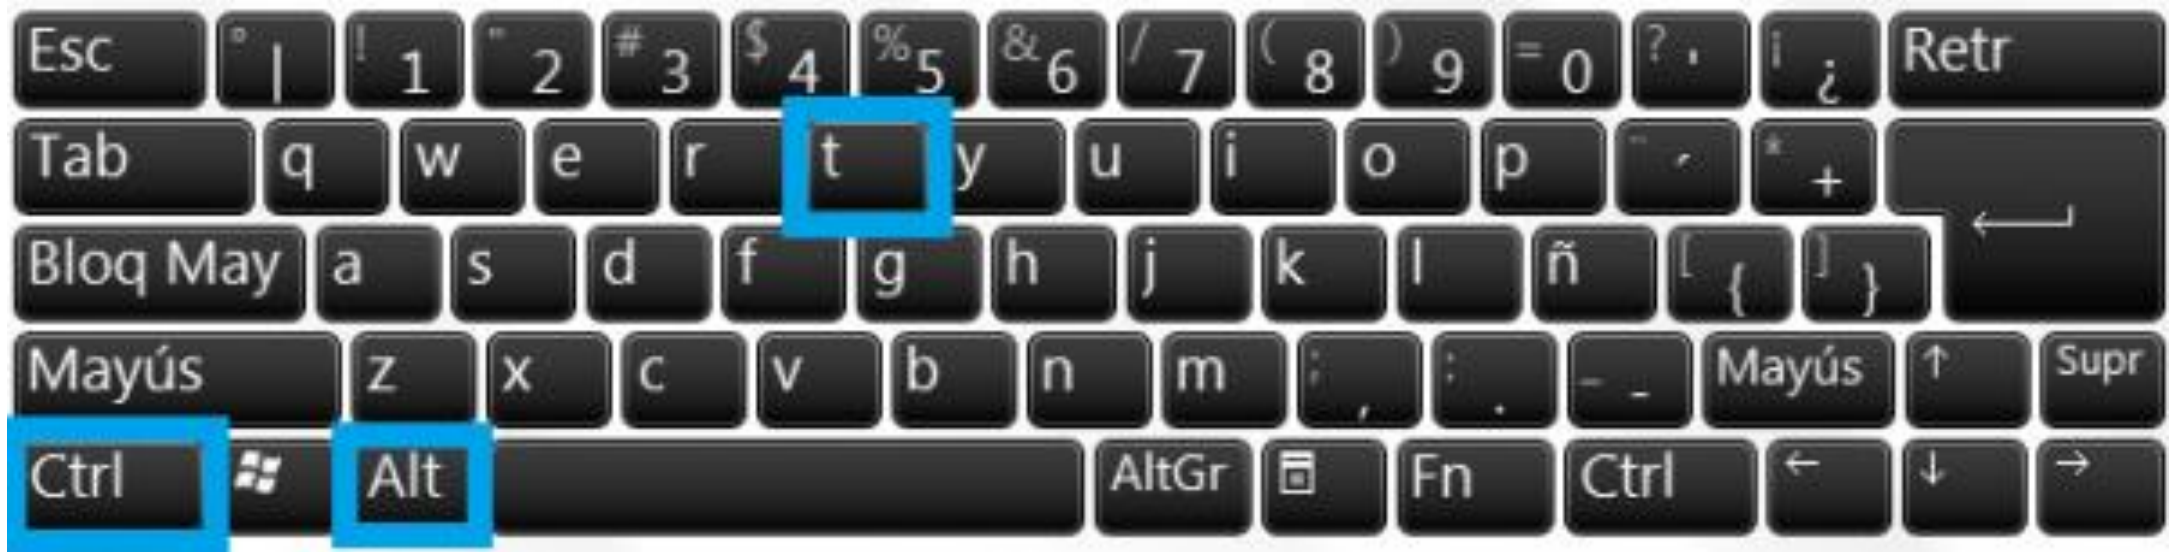 Esc ° | ! 1 " 2 # 3 $ 4 % 5 & 6 / 7 ( 8 ) 9 = 0 ? ' ¡ ¿ Retr
Tab q w e r t y u i o p ¨ ´ * +
Bloq May a s d f g h j k l ñ [ { ] }
Mayús z x c v b n m ; , : . _ - Mayús ↑ Supr
Ctrl Alt AltGr Fn Ctrl ← ↓ →